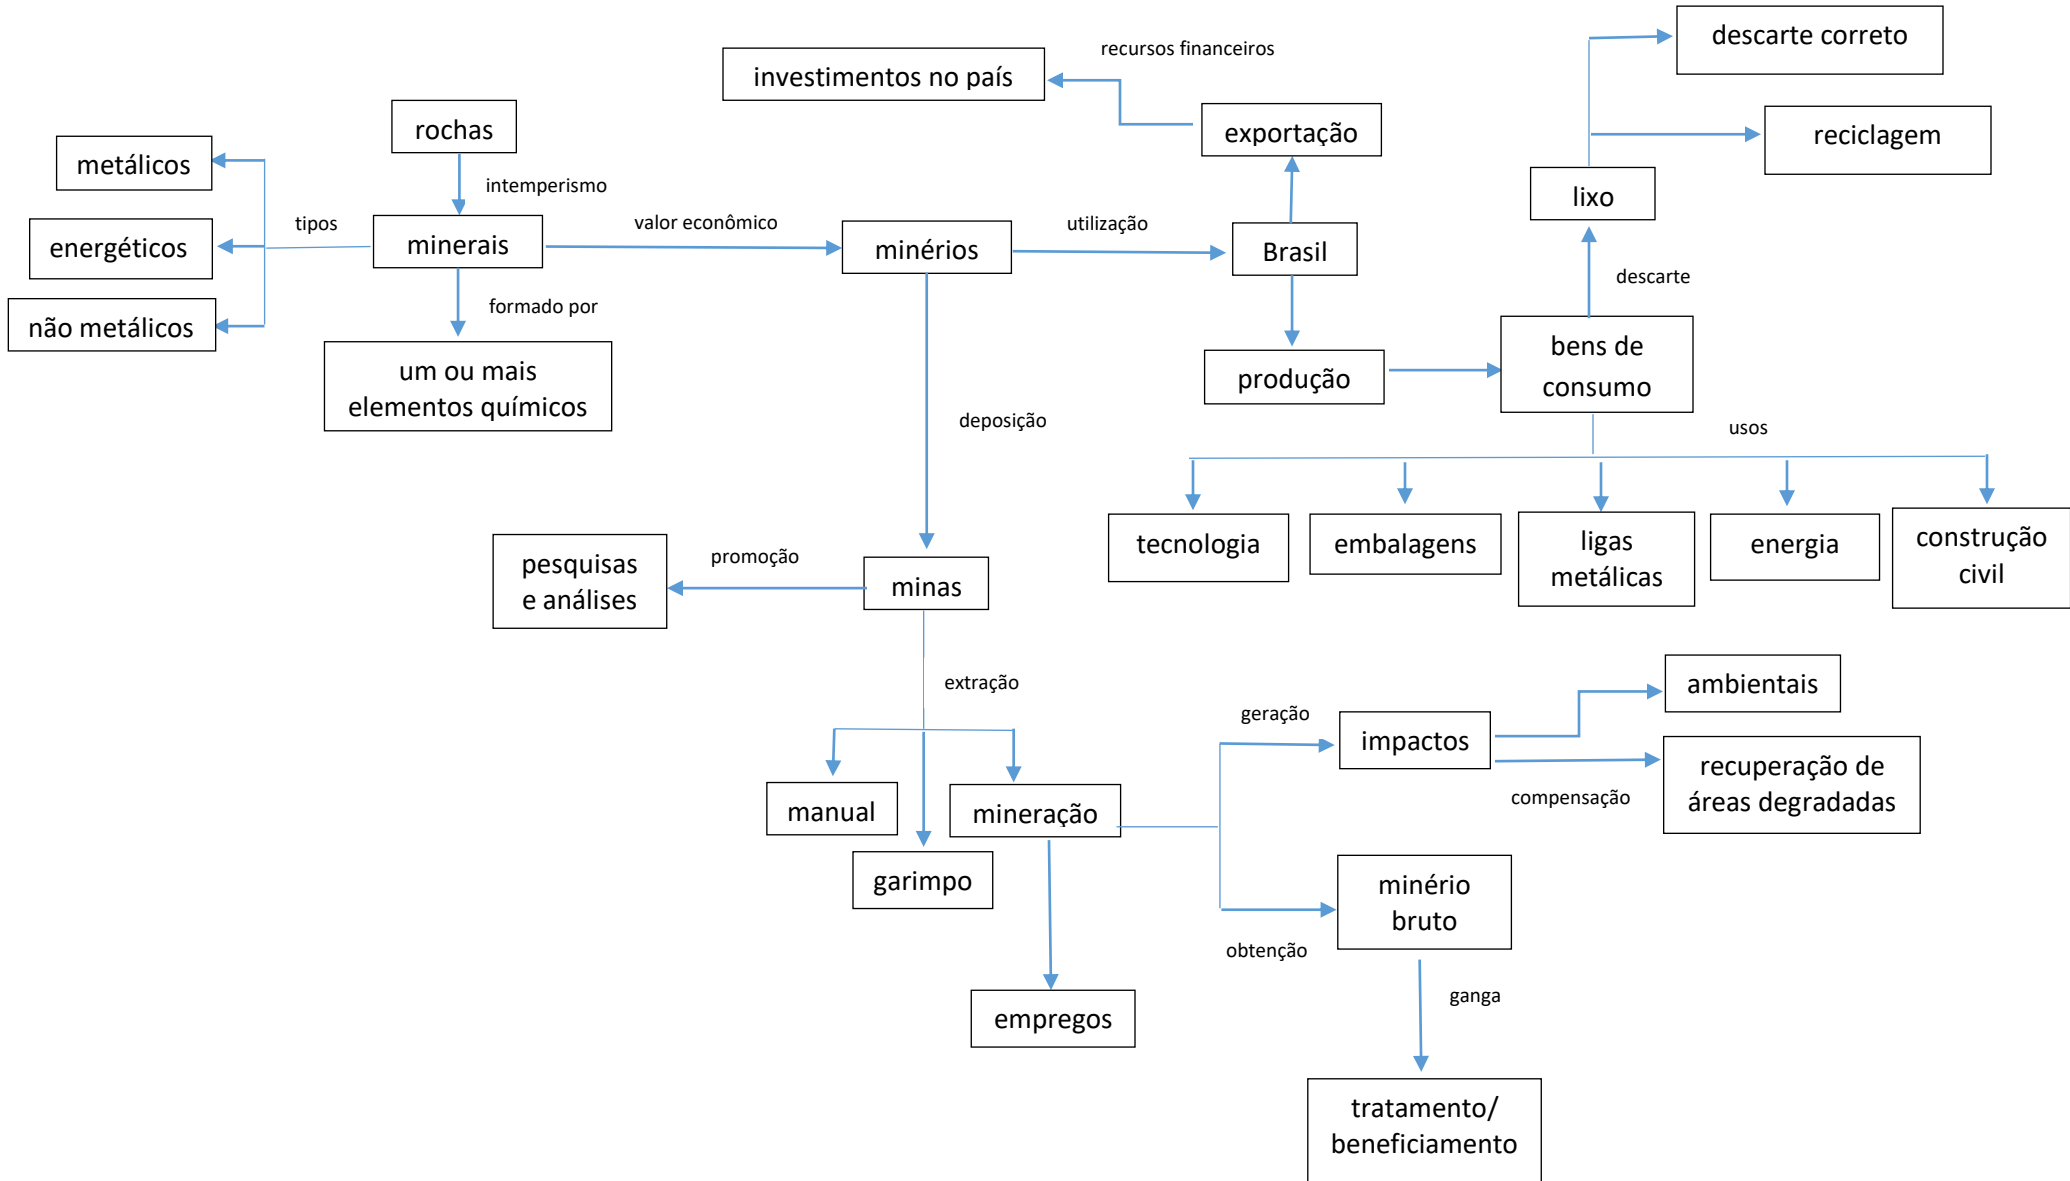 descarte correto
recursos financeiros
investimentos no país
rochas
exportação
reciclagem
metálicos
intemperismo
lixo
tipos
valor econômico
utilização
energéticos
minerais
minérios
Brasil
descarte
não metálicos
formado por
um ou mais
elementos químicos
produção
bens de
consumo
deposição
usos
tecnologia
embalagens
ligas
metálicas
energia
construção
civil
pesquisas
e análises
promoção
minas
extração
ambientais
geração
impactos
recuperação de
áreas degradadas
compensação
manual
mineração
garimpo
minério
bruto
obtenção
ganga
empregos
tratamento/
beneficiamento